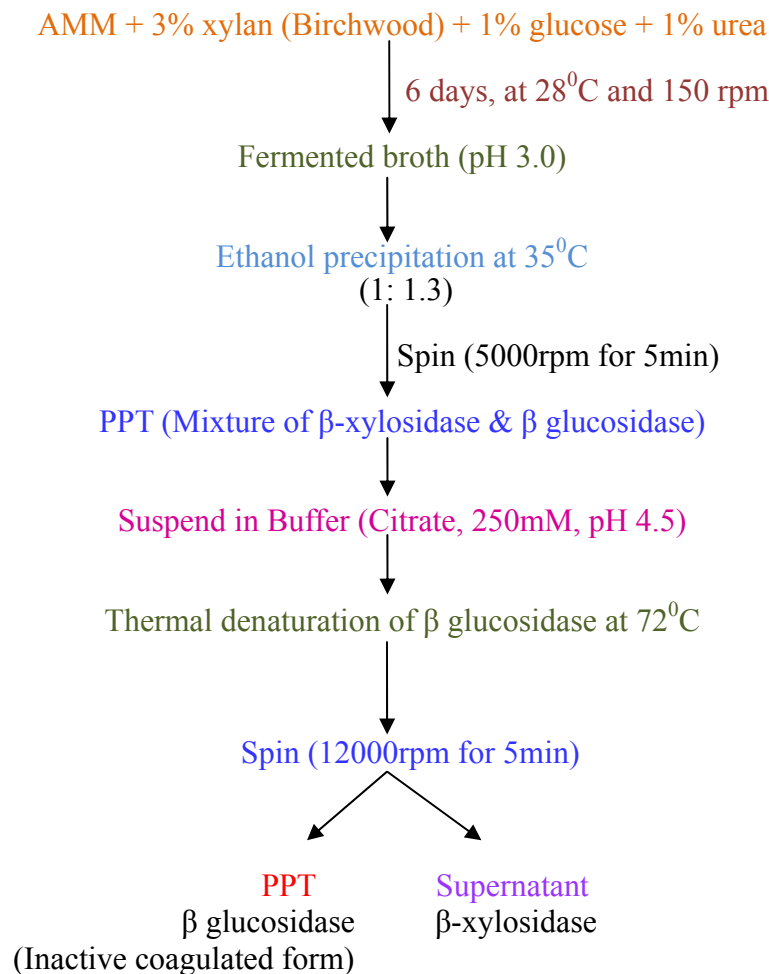 AMM + 3% xylan (Birchwood) + 1% glucose + 1% urea
6 days, at 28⁰C and 150 rpm
Fermented broth (pH 3.0)
Ethanol precipitation at 35⁰C
(1: 1.3)
Spin (5000rpm for 5min)
PPT (Mixture of β-xylosidase & β glucosidase)
Suspend in Buffer (Citrate, 250mM, pH 4.5)
Thermal denaturation of β glucosidase at 72⁰C
Spin (12000rpm for 5min)
PPT
β glucosidase
(Inactive coagulated form)
Supernatant
β-xylosidase